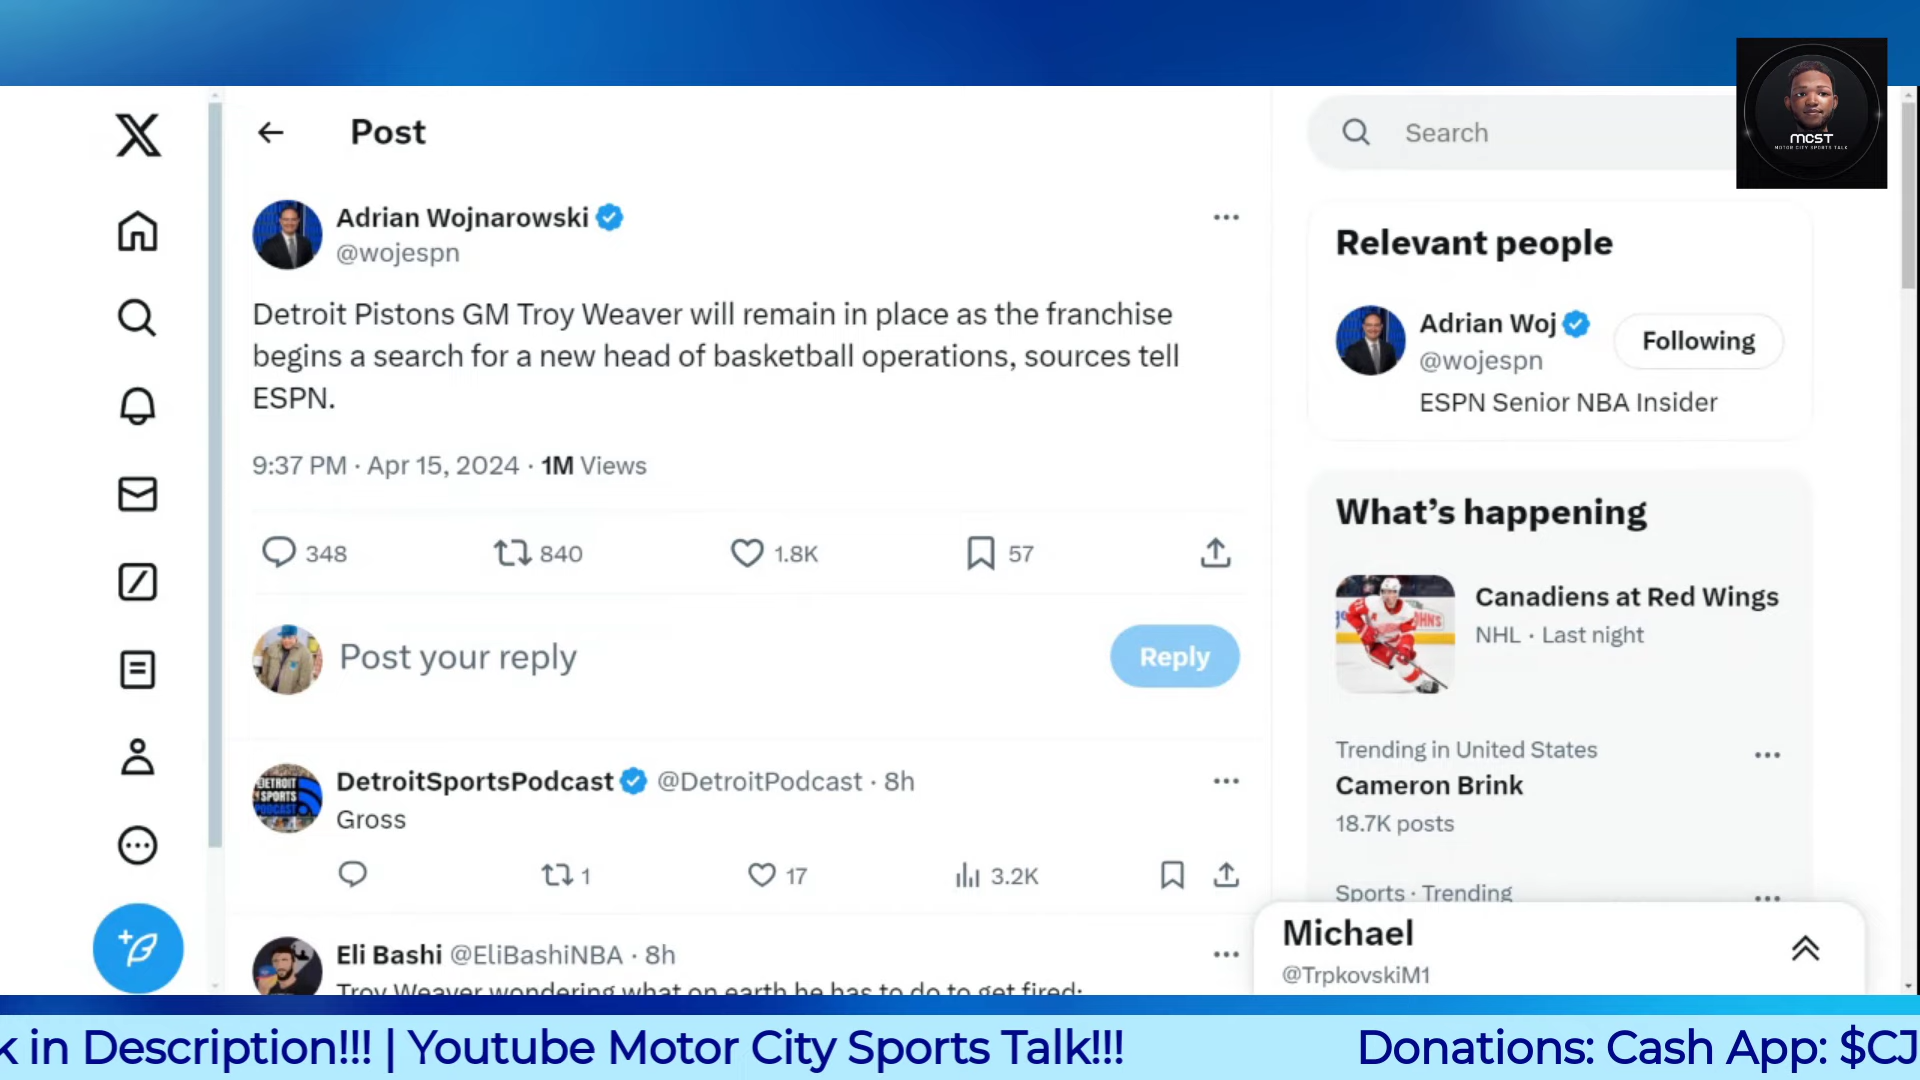 Post
Search
MCST
MOTOR CITY SPORTS TALK
Adrian Wojnarowski
@wojespn
Detroit Pistons GM Troy Weaver will remain in place as the franchise
begins a search for a new head of basketball operations, sources tell
ESPN.
9:37 PM · Apr 15, 2024 · 1M Views
348 840 1.8K 57
Post your reply
Reply
DetroitSportsPodcast @DetroitPodcast · 8h
Gross
1 17 3.2K
Eli Bashi @EliBashiNBA · 8h
Troy Weaver wondering what on earth he has to do to get fired:
Relevant people
Adrian Woj
@wojespn
Following
ESPN Senior NBA Insider
What's happening
Canadiens at Red Wings
NHL · Last night
Trending in United States
Cameron Brink
18.7K posts
Sports · Trending
Michael
@TrpkovskiM1
DETROIT
SPORTS
PODCAST
k in Description!!! | Youtube Motor City Sports Talk!!! Donations: Cash App: $CJ